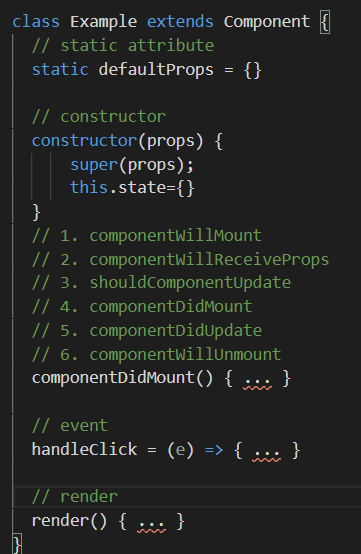 class Example extends Component {
// static attribute
static defaultProps = {}
// constructor
constructor(props) {
super(props);
this.state={}
}
// 1. componentWillMount
// 2. componentWillReceiveProps
// 3. shouldComponentUpdate
// 4. componentDidMount
// 5. componentDidUpdate
// 6. componentWillUnmount
componentDidMount() { ... }
// event
handleClick = (e) => { ... }
// render
render() { ... }
}